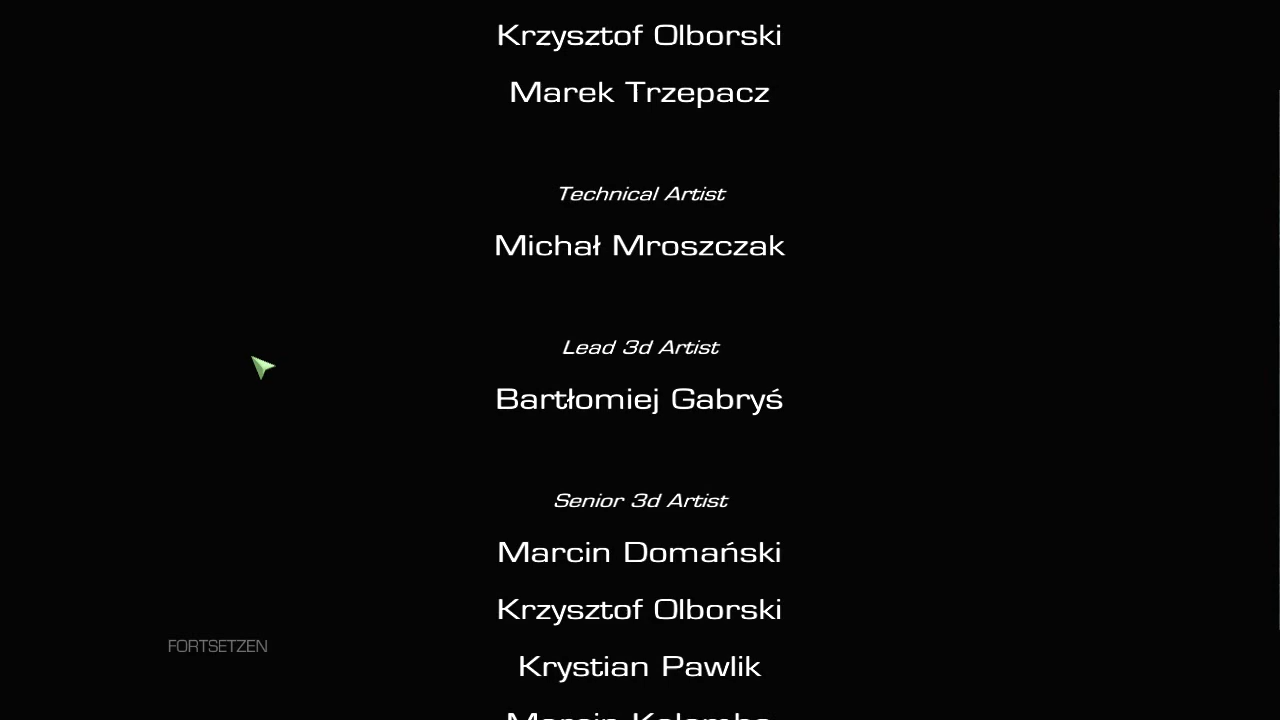 Krzysztof Olborski
Marek Trzepacz
Technical Artist
Michał Mroszczak
Lead 3d Artist
Bartłomiej Gabryś
Senior 3d Artist
Marcin Domański
Krzysztof Olborski
FORTSETZEN
Krystian Pawlik
Marcin